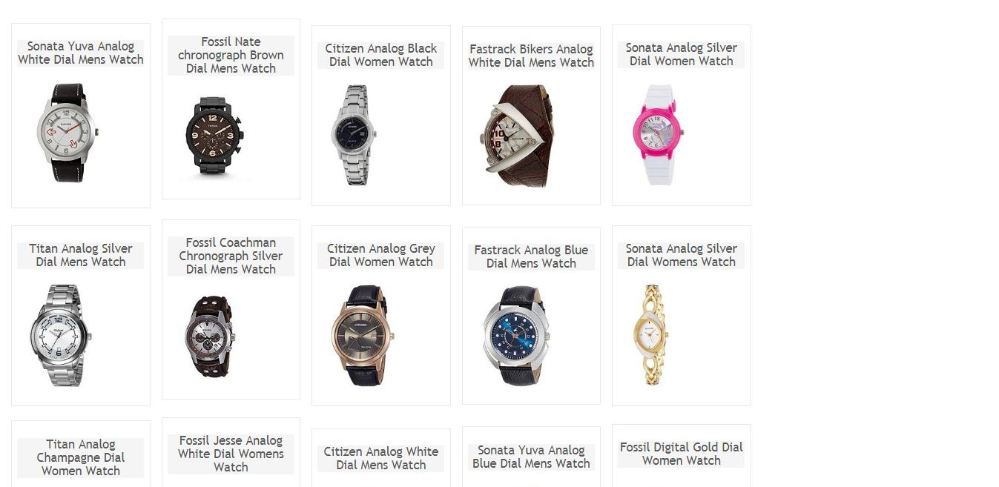 Sonata Yuva Analog
White Dial Mens Watch
Fossil Nate
chronograph Brown
Dial Mens Watch
Citizen Analog Black
Dial Women Watch
Fastrack Bikers Analog
White Dial Mens Watch
Sonata Analog Silver
Dial Women Watch
FOSSIL
CITIZEN
Titan Analog Silver
Dial Mens Watch
Fossil Coachman
Chronograph Silver
Dial Mens Watch
Citizen Analog Grey
Dial Women Watch
Fastrack Analog Blue
Dial Mens Watch
Sonata Analog Silver
Dial Womens Watch
FOSSIL
CITIZEN
Titan Analog
Champagne Dial
Women Watch
Fossil Jesse Analog
White Dial Womens
Watch
Citizen Analog White
Dial Mens Watch
Sonata Yuva Analog
Blue Dial Mens Watch
Fossil Digital Gold Dial
Women Watch